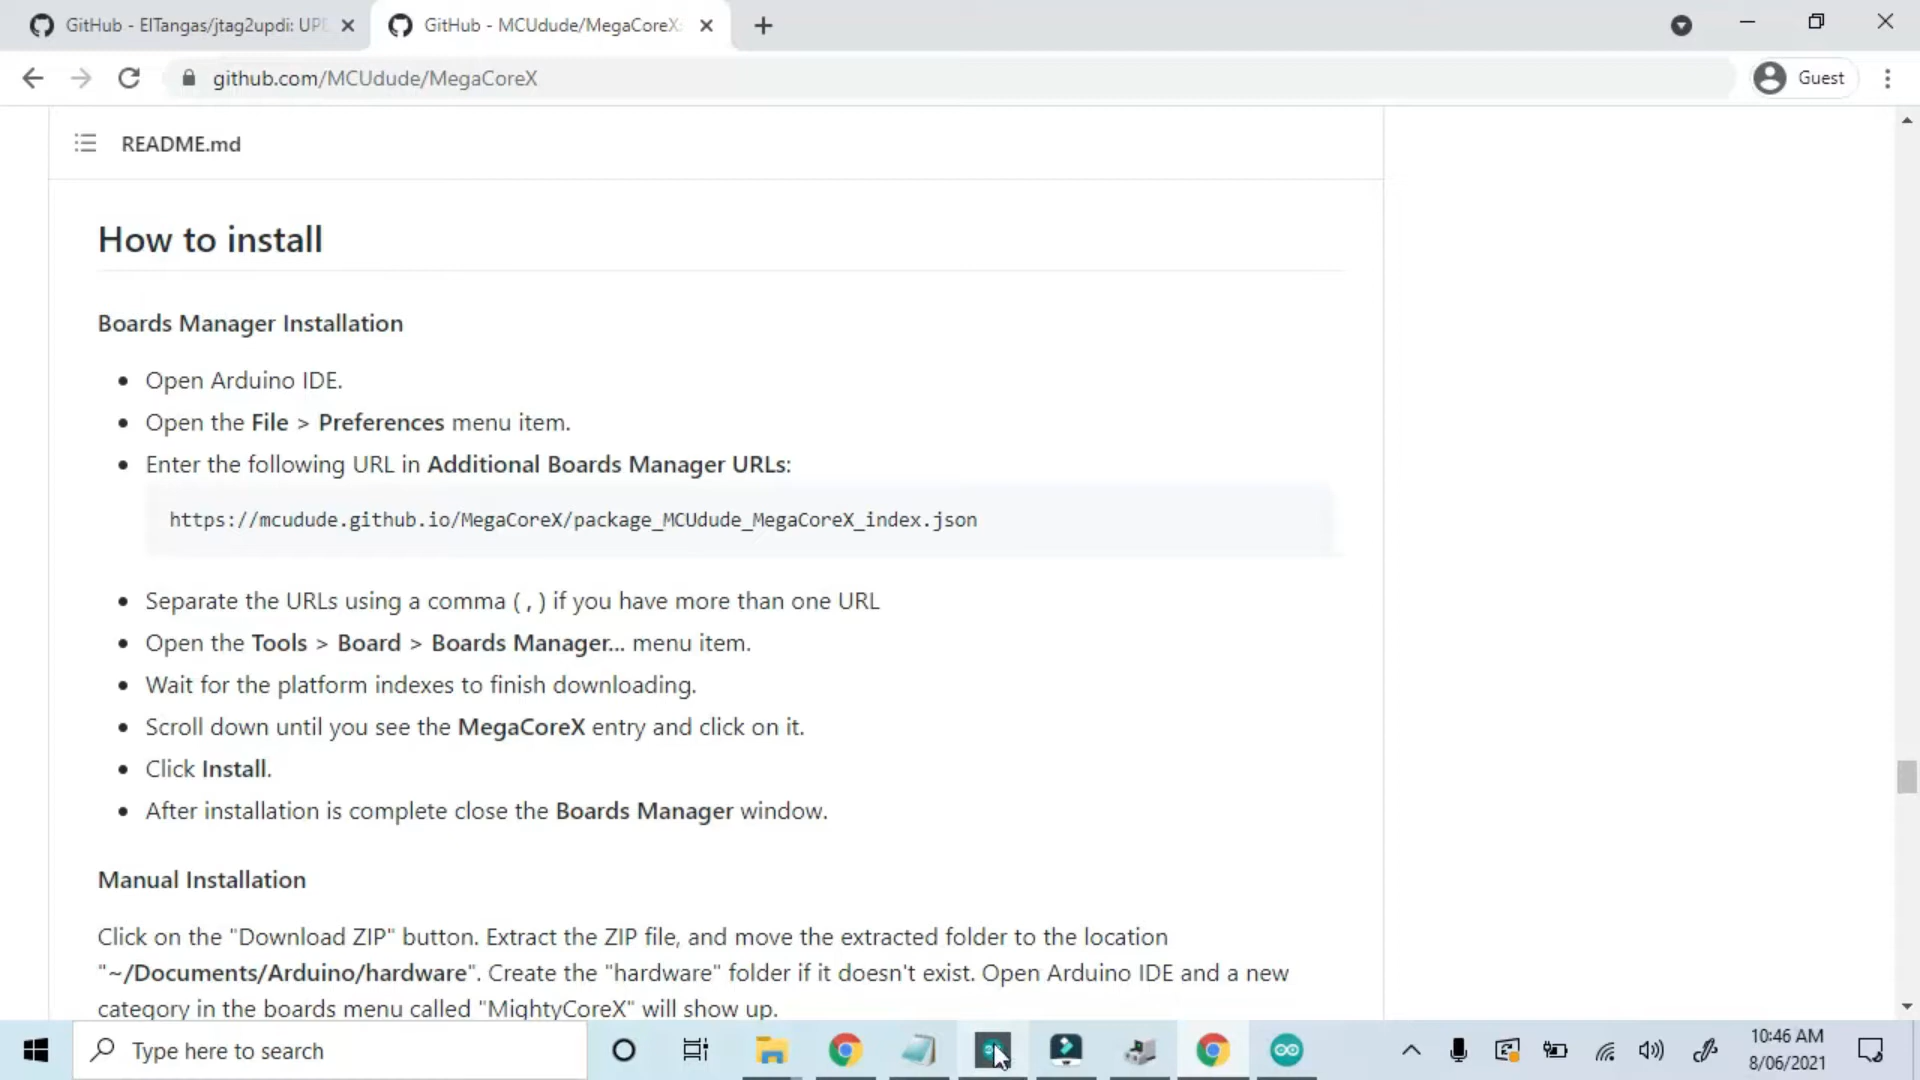 GitHub - ElTangas/jtag2updi: UPD
GitHub - MCUdude/MegaCoreX:
github.com/MCUdude/MegaCoreX
Guest
README.md
How to install
Boards Manager Installation
• Open Arduino IDE.
• Open the File > Preferences menu item.
• Enter the following URL in Additional Boards Manager URLs:
https://mcudude.github.io/MegaCoreX/package_MCUdude_MegaCoreX_index.json
• Separate the URLs using a comma ( , ) if you have more than one URL
• Open the Tools > Board > Boards Manager... menu item.
• Wait for the platform indexes to finish downloading.
• Scroll down until you see the MegaCoreX entry and click on it.
• Click Install.
• After installation is complete close the Boards Manager window.
Manual Installation
Click on the "Download ZIP" button. Extract the ZIP file, and move the extracted folder to the location
"~/Documents/Arduino/hardware". Create the "hardware" folder if it doesn't exist. Open Arduino IDE and a new
category in the boards menu called "MightyCoreX" will show up.
Type here to search
10:46 AM
8/06/2021